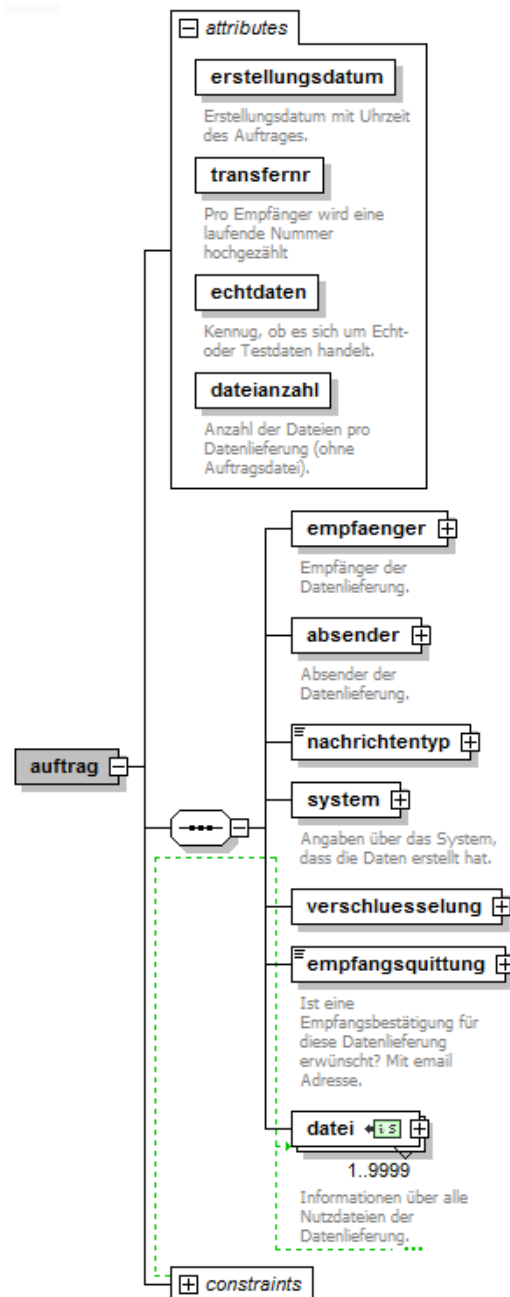 attributes
erstellungsdatum
Erstellungsdatum mit Uhrzeit
des Auftrages.
transfernr
Pro Empfänger wird eine
laufende Nummer
hochgezählt
echtdaten
Kennug, ob es sich um Echt-
oder Testdaten handelt.
dateianzahl
Anzahl der Dateien pro
Datenlieferung (ohne
Auftragsdatei).
empfaenger
Empfänger der
Datenlieferung.
absender
Absender der
Datenlieferung.
nachrichtentyp
auftrag
system
Angaben über das System,
dass die Daten erstellt hat.
verschluesselung
empfangsquittung
Ist eine
Empfangsbestätigung für
diese Datenlieferung
erwünscht? Mit email
Adresse.
datei is
1..9999
Informationen über alle
Nutzdateien der
Datenlieferung.
constraints